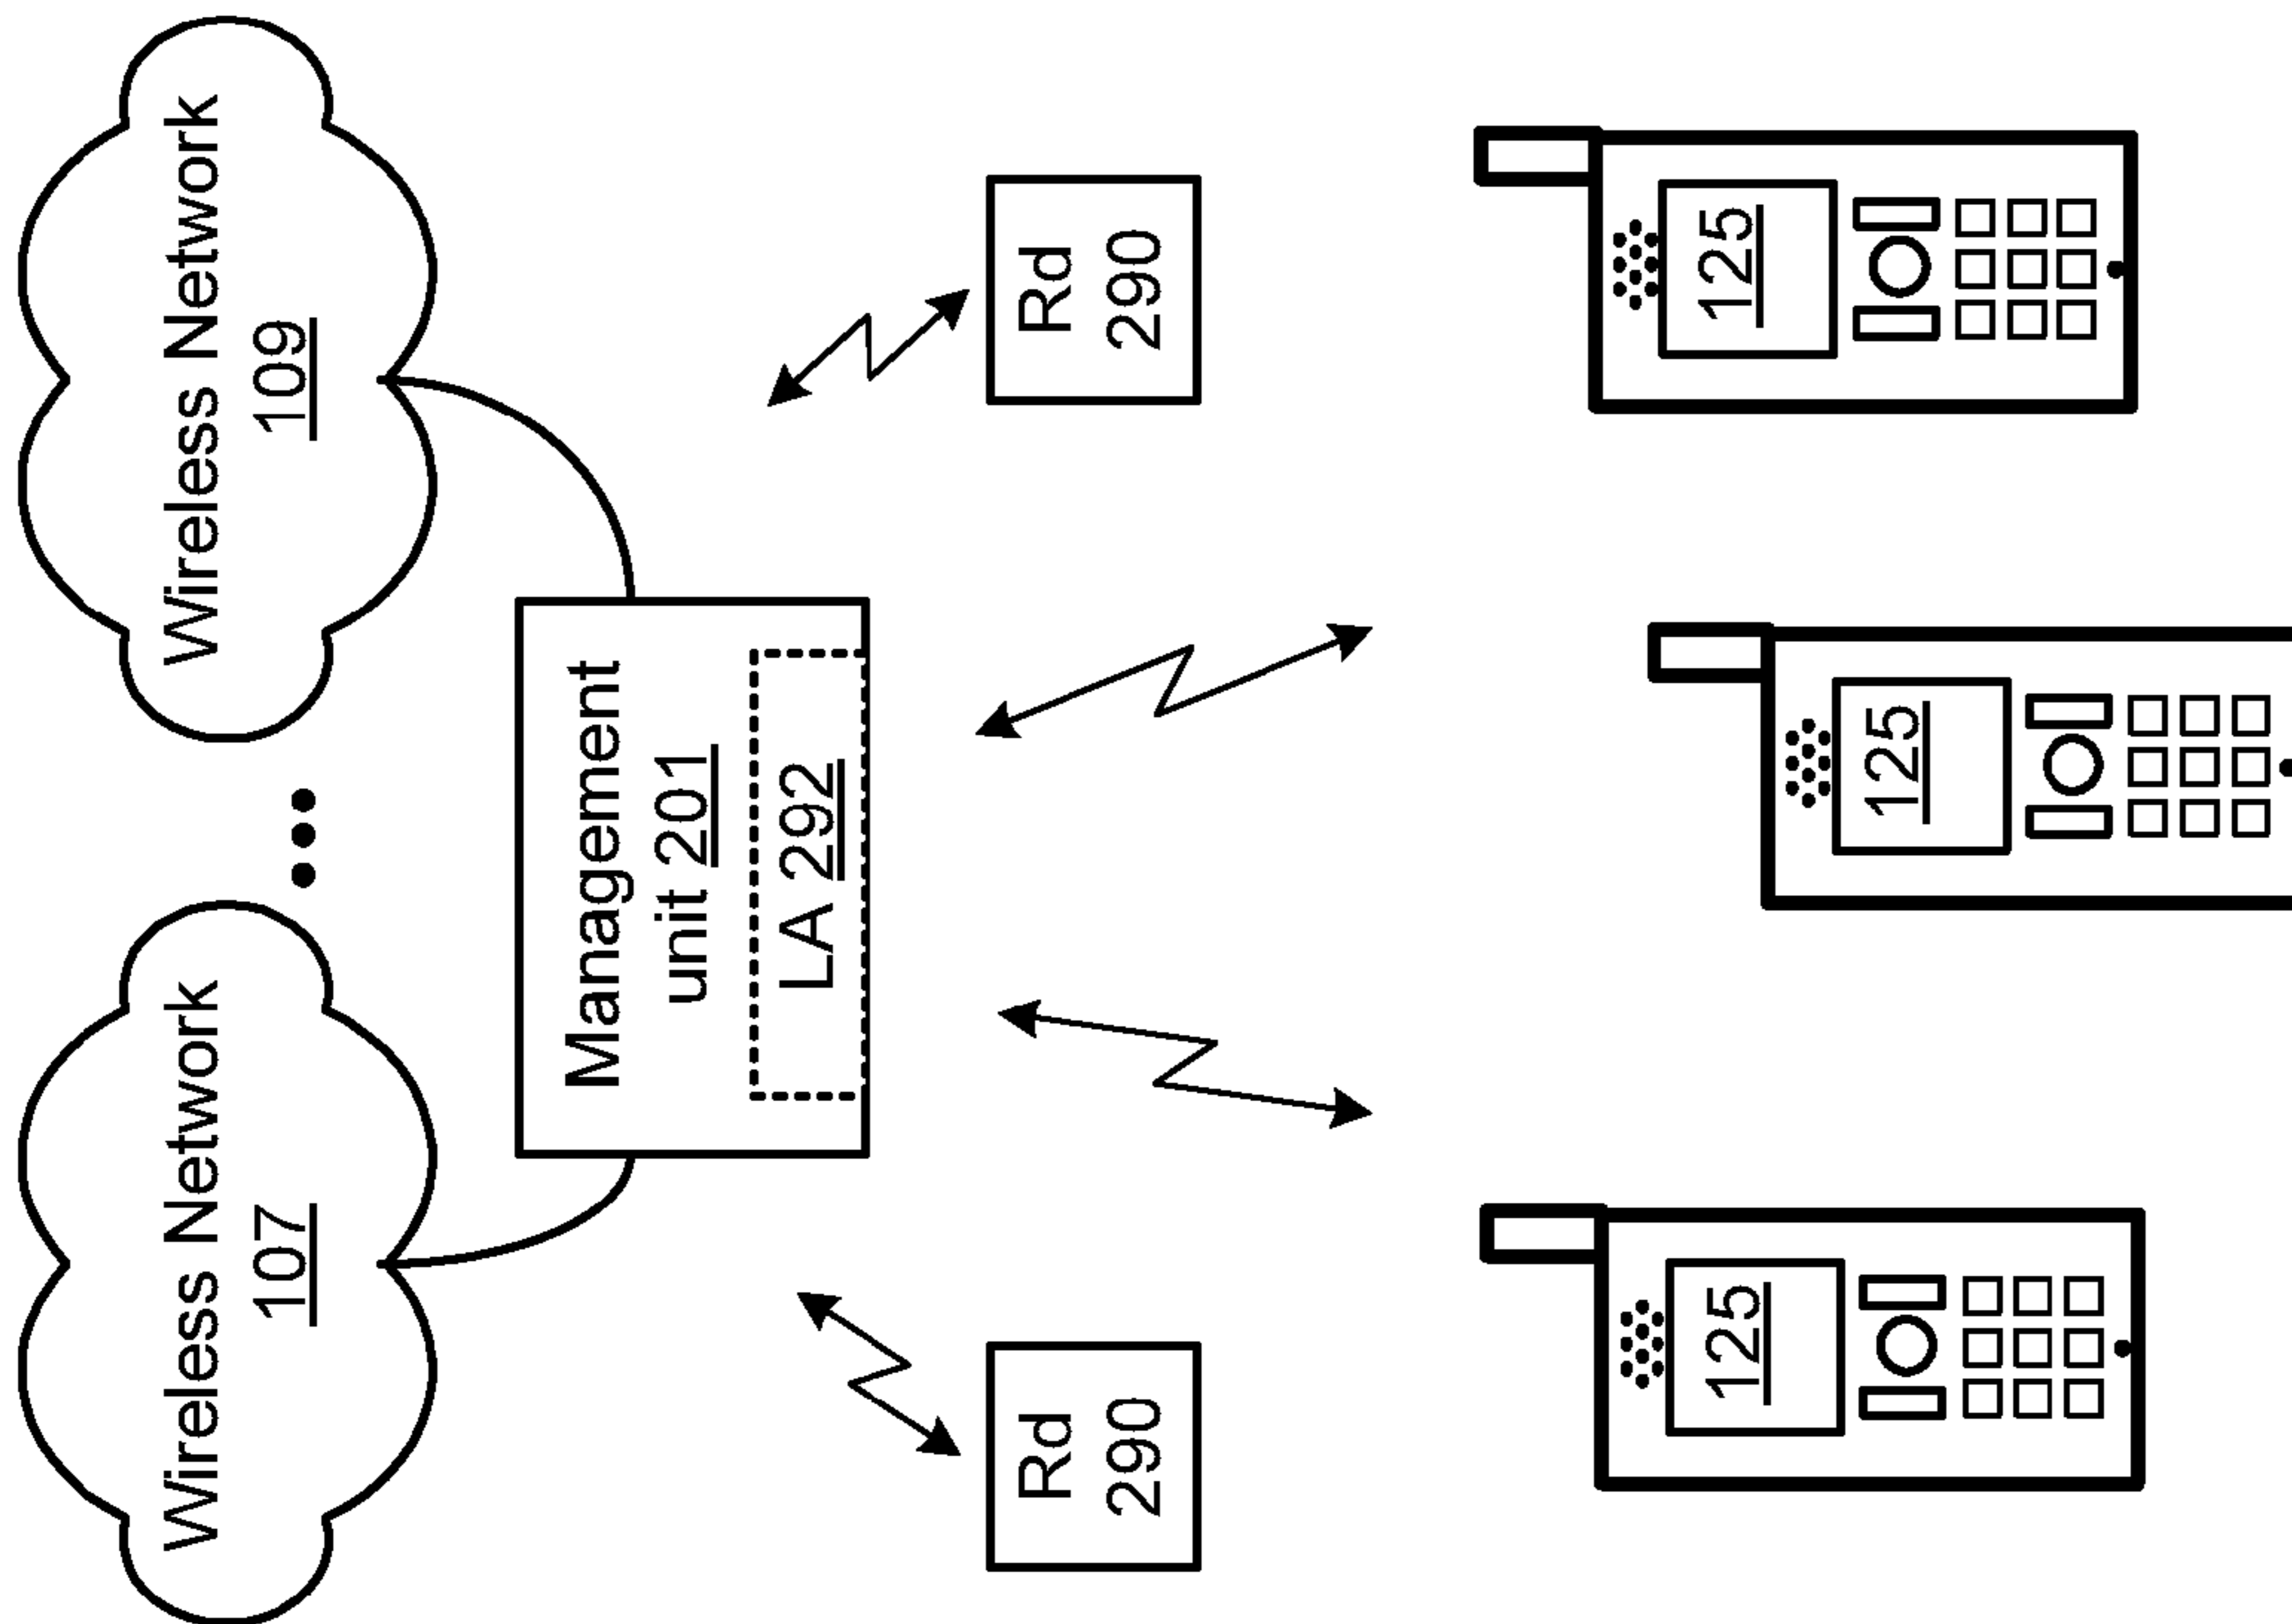 Wireless Network
107
Wireless Network
109
Management
unit 201
LA 292
Rd
290
Rd
290
125
125
125